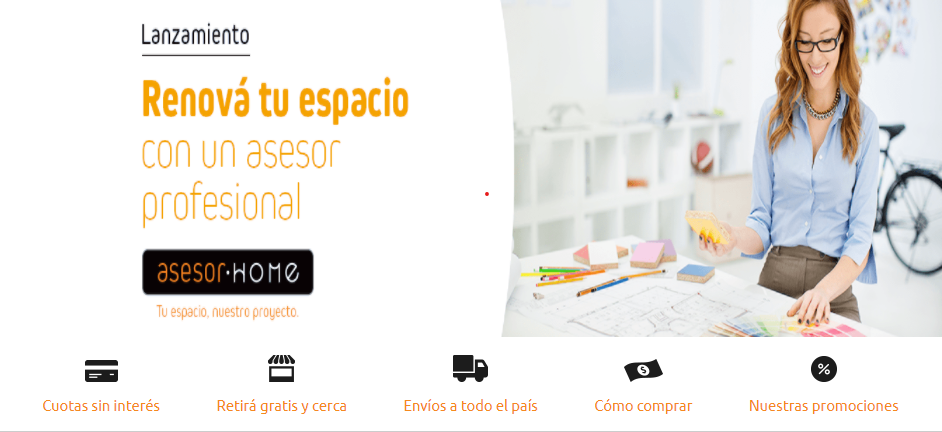 Lanzamiento
Renová tu espacio
con un asesor
profesional
asesor·HOME
Tu espacio, nuestro proyecto.
Cuotas sin interés
Retirá gratis y cerca
Envíos a todo el país
Cómo comprar
Nuestras promociones